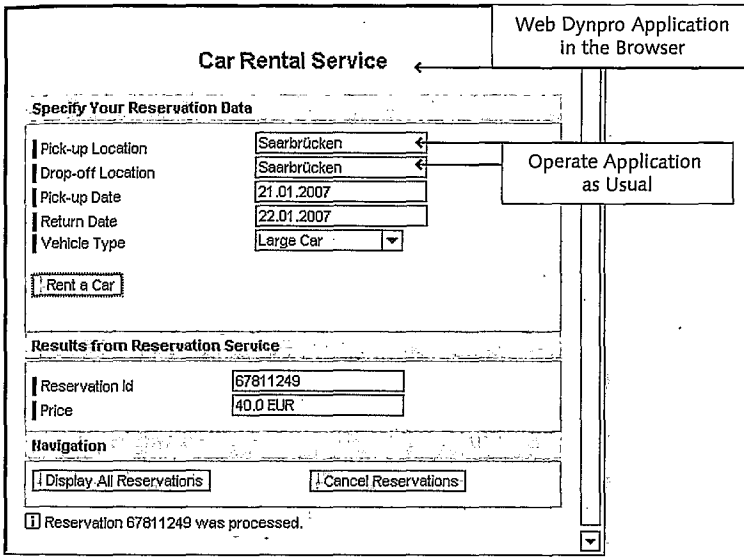 Web Dynpro Application
in the Browser
Car Rental Service
Specify Your Reservation Data
Pick-up Location
Saarbrücken
Drop-off Location
Saarbrücken
Operate Application
as Usual
Pick-up Date
21.01.2007
Return Date
22.01.2007
Vehicle Type
Large Car
Rent a Car
Results from Reservation Service
Reservation Id
67811249
Price
40.0 EUR
Navigation
Display All Reservations
Cancel Reservations
Reservation 67811249 was processed.